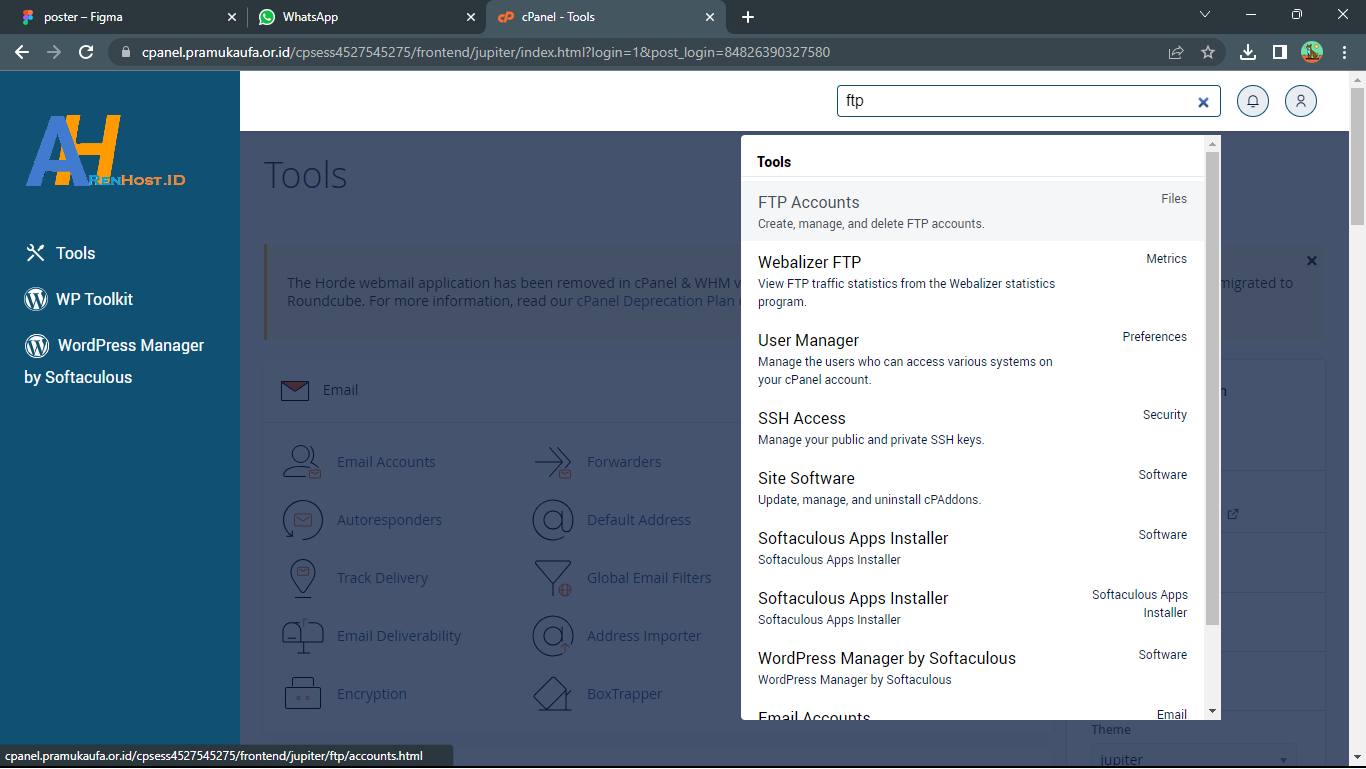 poster – Figma
WhatsApp
cPanel - Tools
cpanel.pramukaufa.or.id/cpsess4527545275/frontend/jupiter/index.html?login=1&post_login=84826390327580
AH
ARENHOST.ID
ftp
Tools
WP Toolkit
WordPress Manager
by Softaculous
Tools
The Horde webmail application has been removed in cPanel & WHM v
migrated to
Roundcube. For more information, read our cPanel Deprecation Plan
Email
Email Accounts
Forwarders
Autoresponders
Default Address
Track Delivery
Global Email Filters
Email Deliverability
Address Importer
Encryption
BoxTrapper
Tools
FTP Accounts
Files
Create, manage, and delete FTP accounts.
Webalizer FTP
Metrics
View FTP traffic statistics from the Webalizer statistics
program.
User Manager
Preferences
Manage the users who can access various systems on
your cPanel account.
SSH Access
Security
Manage your public and private SSH keys.
Site Software
Software
Update, manage, and uninstall cPAddons.
Softaculous Apps Installer
Software
Softaculous Apps Installer
Softaculous Apps Installer
Softaculous Apps
Installer
Softaculous Apps Installer
WordPress Manager by Softaculous
Software
WordPress Manager by Softaculous
Email Accounts
Email
Theme
jupiter
cpanel.pramukaufa.or.id/cpsess4527545275/frontend/jupiter/ftp/accounts.html